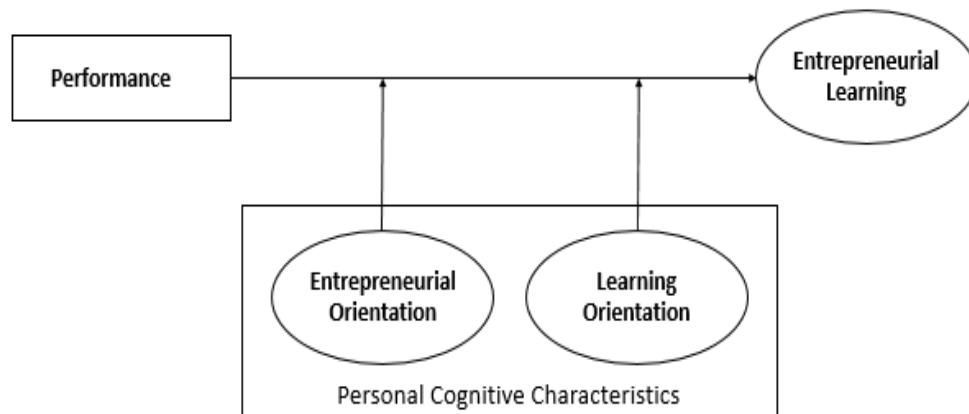 Performance
Entrepreneurial
Learning
Entrepreneurial
Orientation
Learning
Orientation
Personal Cognitive Characteristics